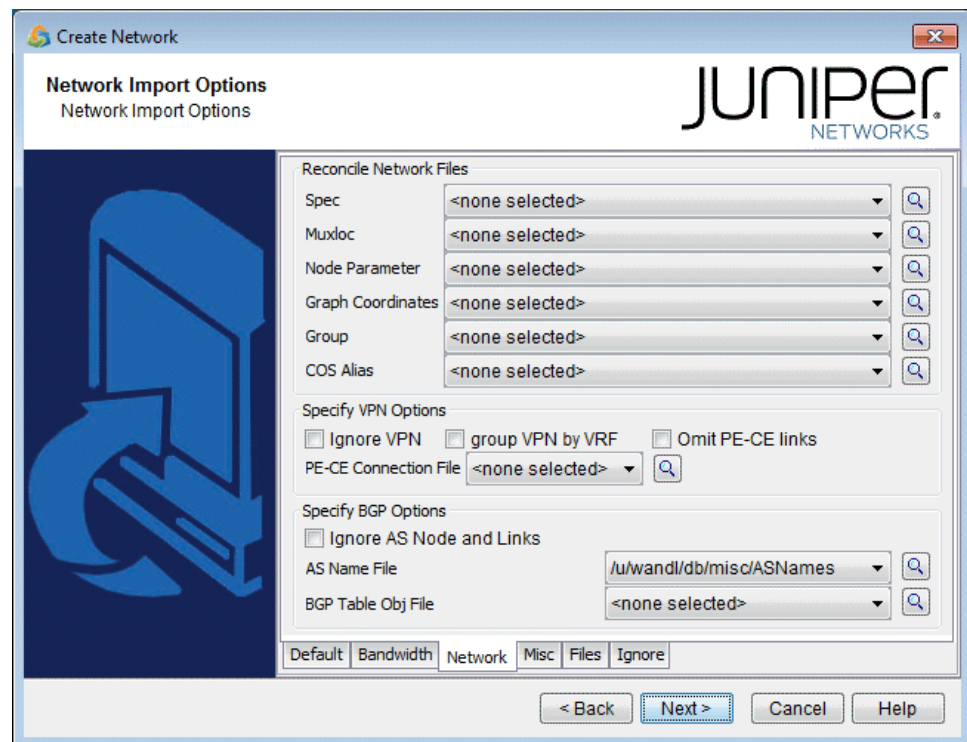 Create Network
Network Import Options
Network Import Options
JUNIPER
NETWORKS
Reconcile Network Files
Spec <none selected>
Muxloc <none selected>
Node Parameter <none selected>
Graph Coordinates <none selected>
Group <none selected>
COS Alias <none selected>
Specify VPN Options
Ignore VPN group VPN by VRF Omit PE-CE links
PE-CE Connection File <none selected>
Specify BGP Options
Ignore AS Node and Links
AS Name File /u/wandl/db/misc/ASNames
BGP Table Obj File <none selected>
Default Bandwidth Network Misc Files Ignore
< Back Next > Cancel Help